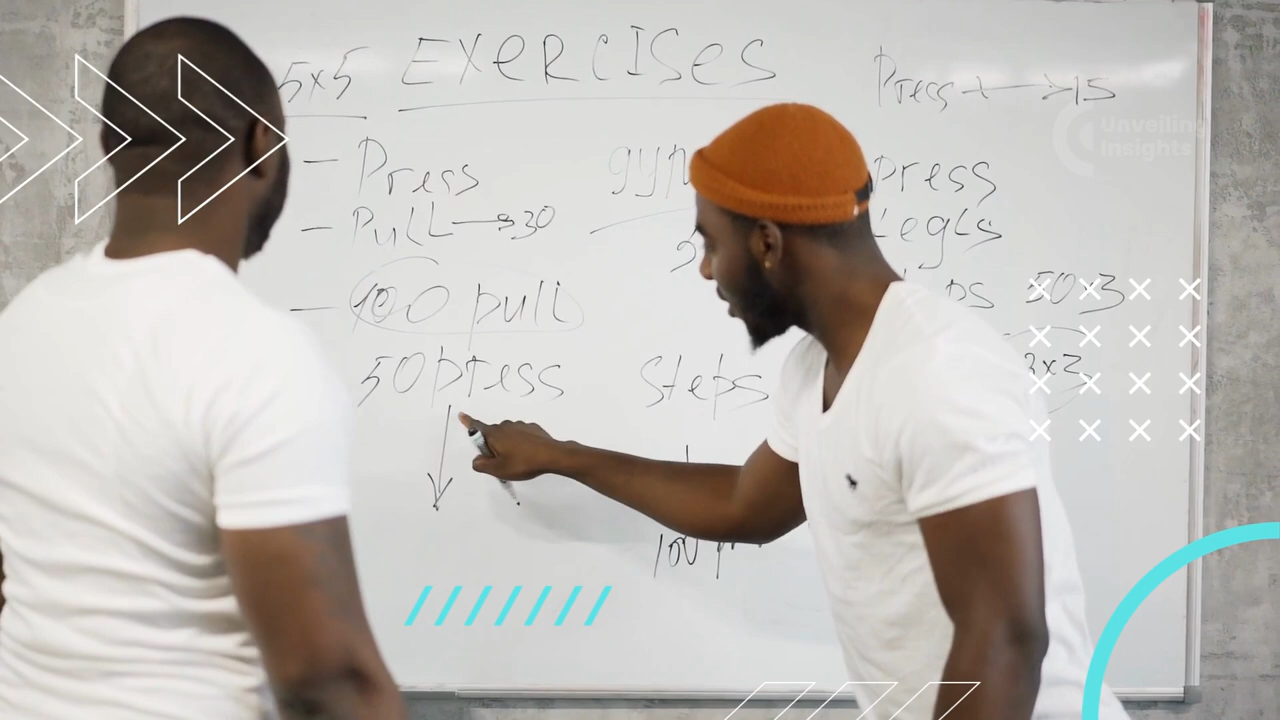 5x5 EXERCISES
- Press
- Pull → 30
- 100 pull
50 press
Steps
Press + → 15
press
Legs
50x3
3x3
100
Unveiling
Insights